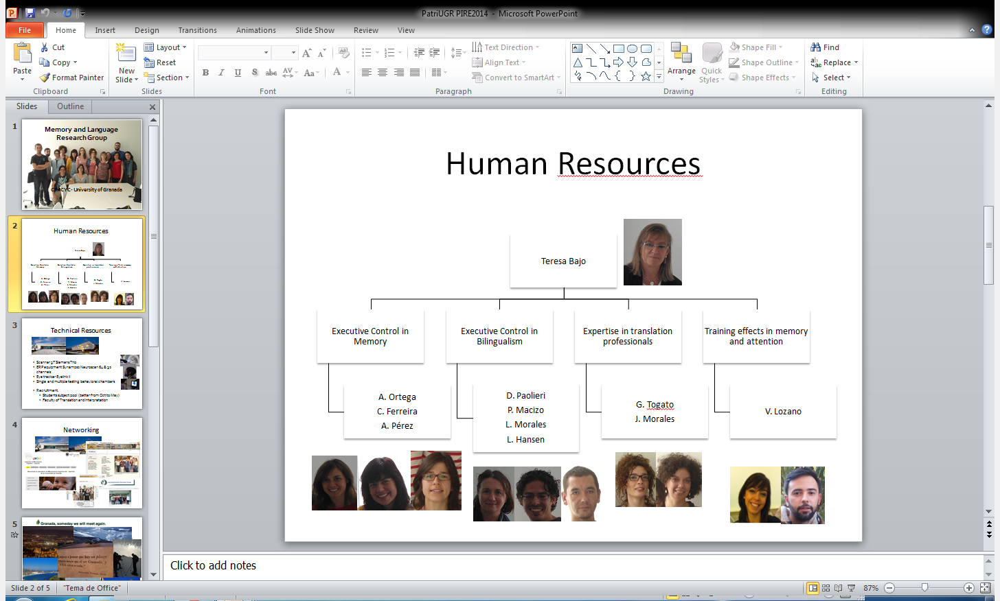 PatriUGR PIRE2014 - Microsoft PowerPoint
File Home Insert Design Transitions Animations Slide Show Review View
Paste
Cut
Copy
Format Painter
Clipboard
New
Slide
Layout
Reset
Section
Slides
B I U S abc AV Aa A
Font
Text Direction
Align Text
Convert to SmartArt
Paragraph
Arrange
Quick
Styles
Shape Fill
Shape Outline
Shape Effects
Drawing
Find
Replace
Select
Editing
Slides Outline
1
Memory and Language
Research Group
CIMCYC- University of Granada
2
Human Resources
3
Technical Resources
Scanner 3T Siemens Trio
ERP equipment Synamps2 Neuroscan 64 & 32
channels
Eye tracker Eyelink II
Single and multiple testing behavioral chambers
Recruitment.
Students subject pool (better from Oct to May)
Faculty of Translation and Interpretation
4
Networking
5
Granada, someday we will meet again.
Human Resources
Teresa Bajo
Executive Control in
Memory
Executive Control in
Bilingualism
Expertise in translation
professionals
Training effects in memory
and attention
A. Ortega
C. Ferreira
A. Pérez
D. Paolieri
P. Macizo
L. Morales
L. Hansen
G. Togato
J. Morales
V. Lozano
Click to add notes
Slide 2 of 5 "Tema de Office" 87%